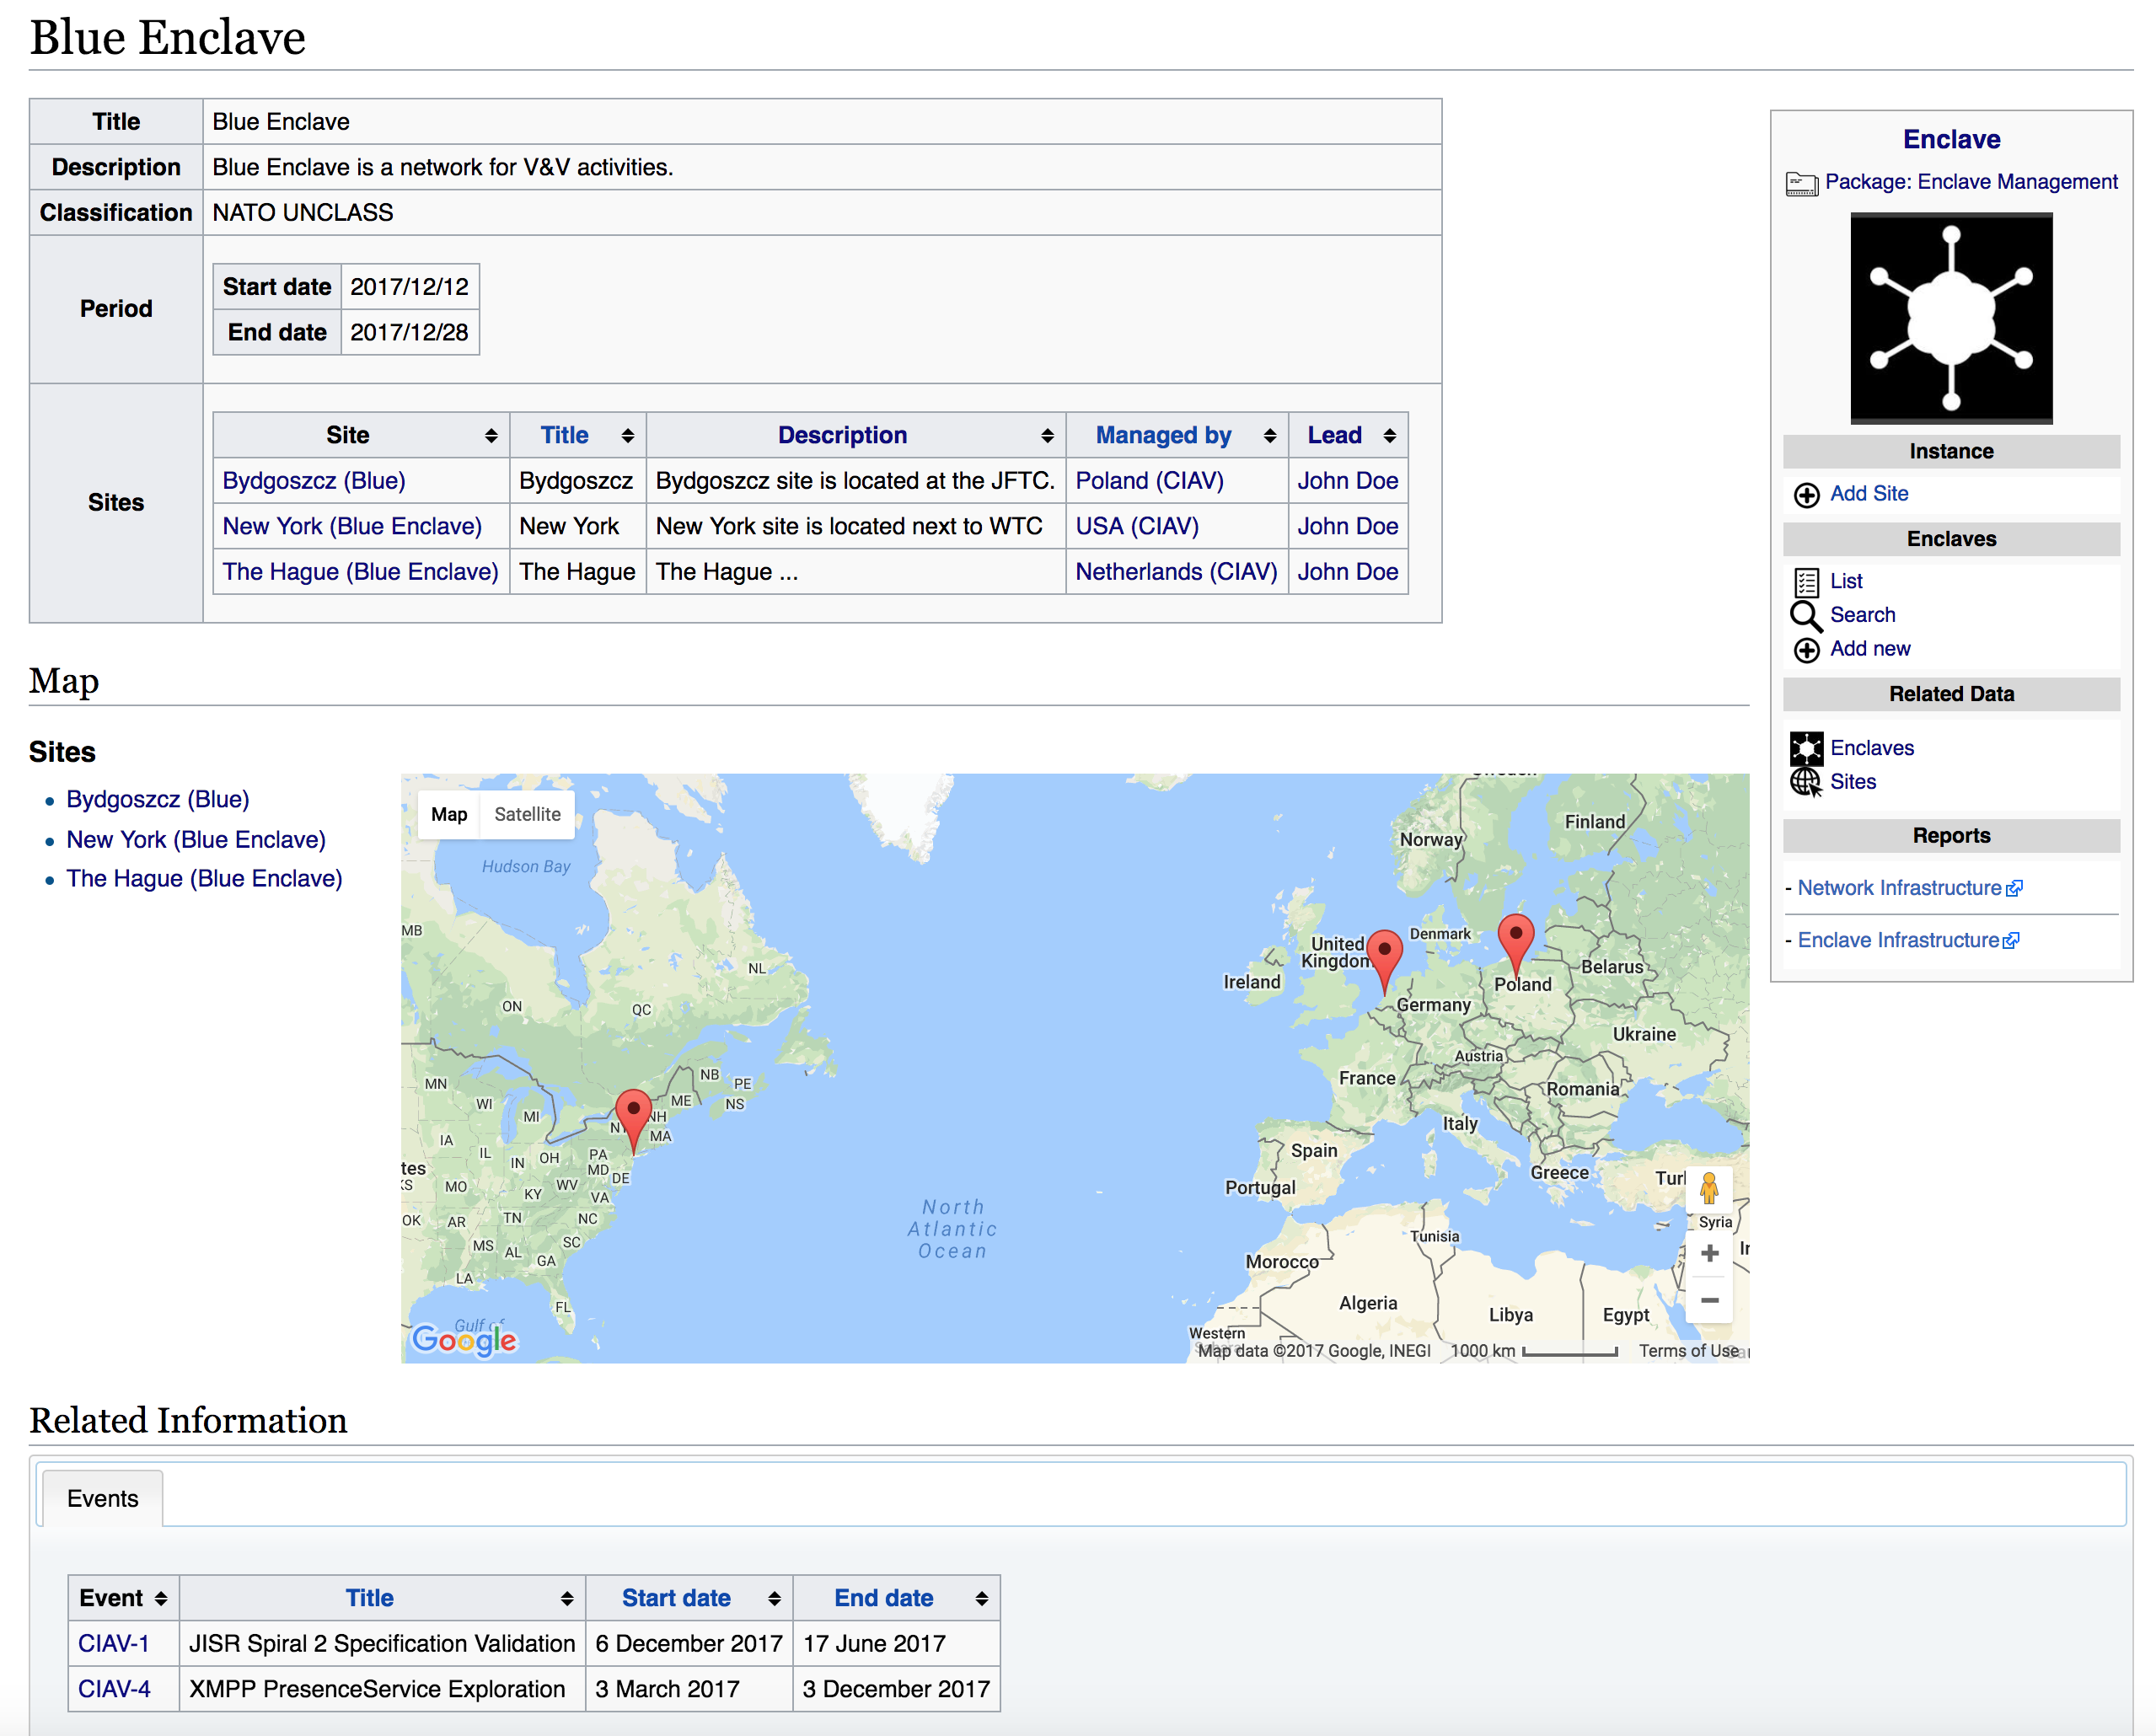 Blue Enclave
Title Blue Enclave
Description Blue Enclave is a network for V&V activities.
Classification NATO UNCLASS
Period
Start date 2017/12/12
End date 2017/12/28
Sites
Site Title Description Managed by Lead
Bydgoszcz (Blue) Bydgoszcz Bydgoszcz site is located at the JFTC. Poland (CIAV) John Doe
New York (Blue Enclave) New York New York site is located next to WTC USA (CIAV) John Doe
The Hague (Blue Enclave) The Hague The Hague ... Netherlands (CIAV) John Doe
Enclave
Package: Enclave Management
Instance
Add Site
Enclaves
List
Search
Add new
Related Data
Enclaves
Sites
Reports
- Network Infrastructure
- Enclave Infrastructure
Map
Sites
Bydgoszcz (Blue)
New York (Blue Enclave)
The Hague (Blue Enclave)
Map Satellite
Hudson Bay
MB
ON
QC
NL
NB
PE
NS
ME
NH
MA
MN
WI
MI
IA
IL
IN
OH
PA
MD
DE
MO
KY
WV
VA
OK
AR
TN
NC
MS
AL
GA
SC
LA
FL
Gulf of
North
Atlantic
Ocean
Norway
Finland
United
Kingdom
Ireland
Denmark
Poland
Belarus
Germany
Ukraine
Austria
France
Romania
Italy
Spain
Portugal
Greece
Syria
Tunisia
Morocco
Algeria
Libya
Egypt
Western
Google
Map data ©2017 Google, INEGI 1000 km Terms of Use
Related Information
Events
Event Title Start date End date
CIAV-1 JISR Spiral 2 Specification Validation 6 December 2017 17 June 2017
CIAV-4 XMPP PresenceService Exploration 3 March 2017 3 December 2017